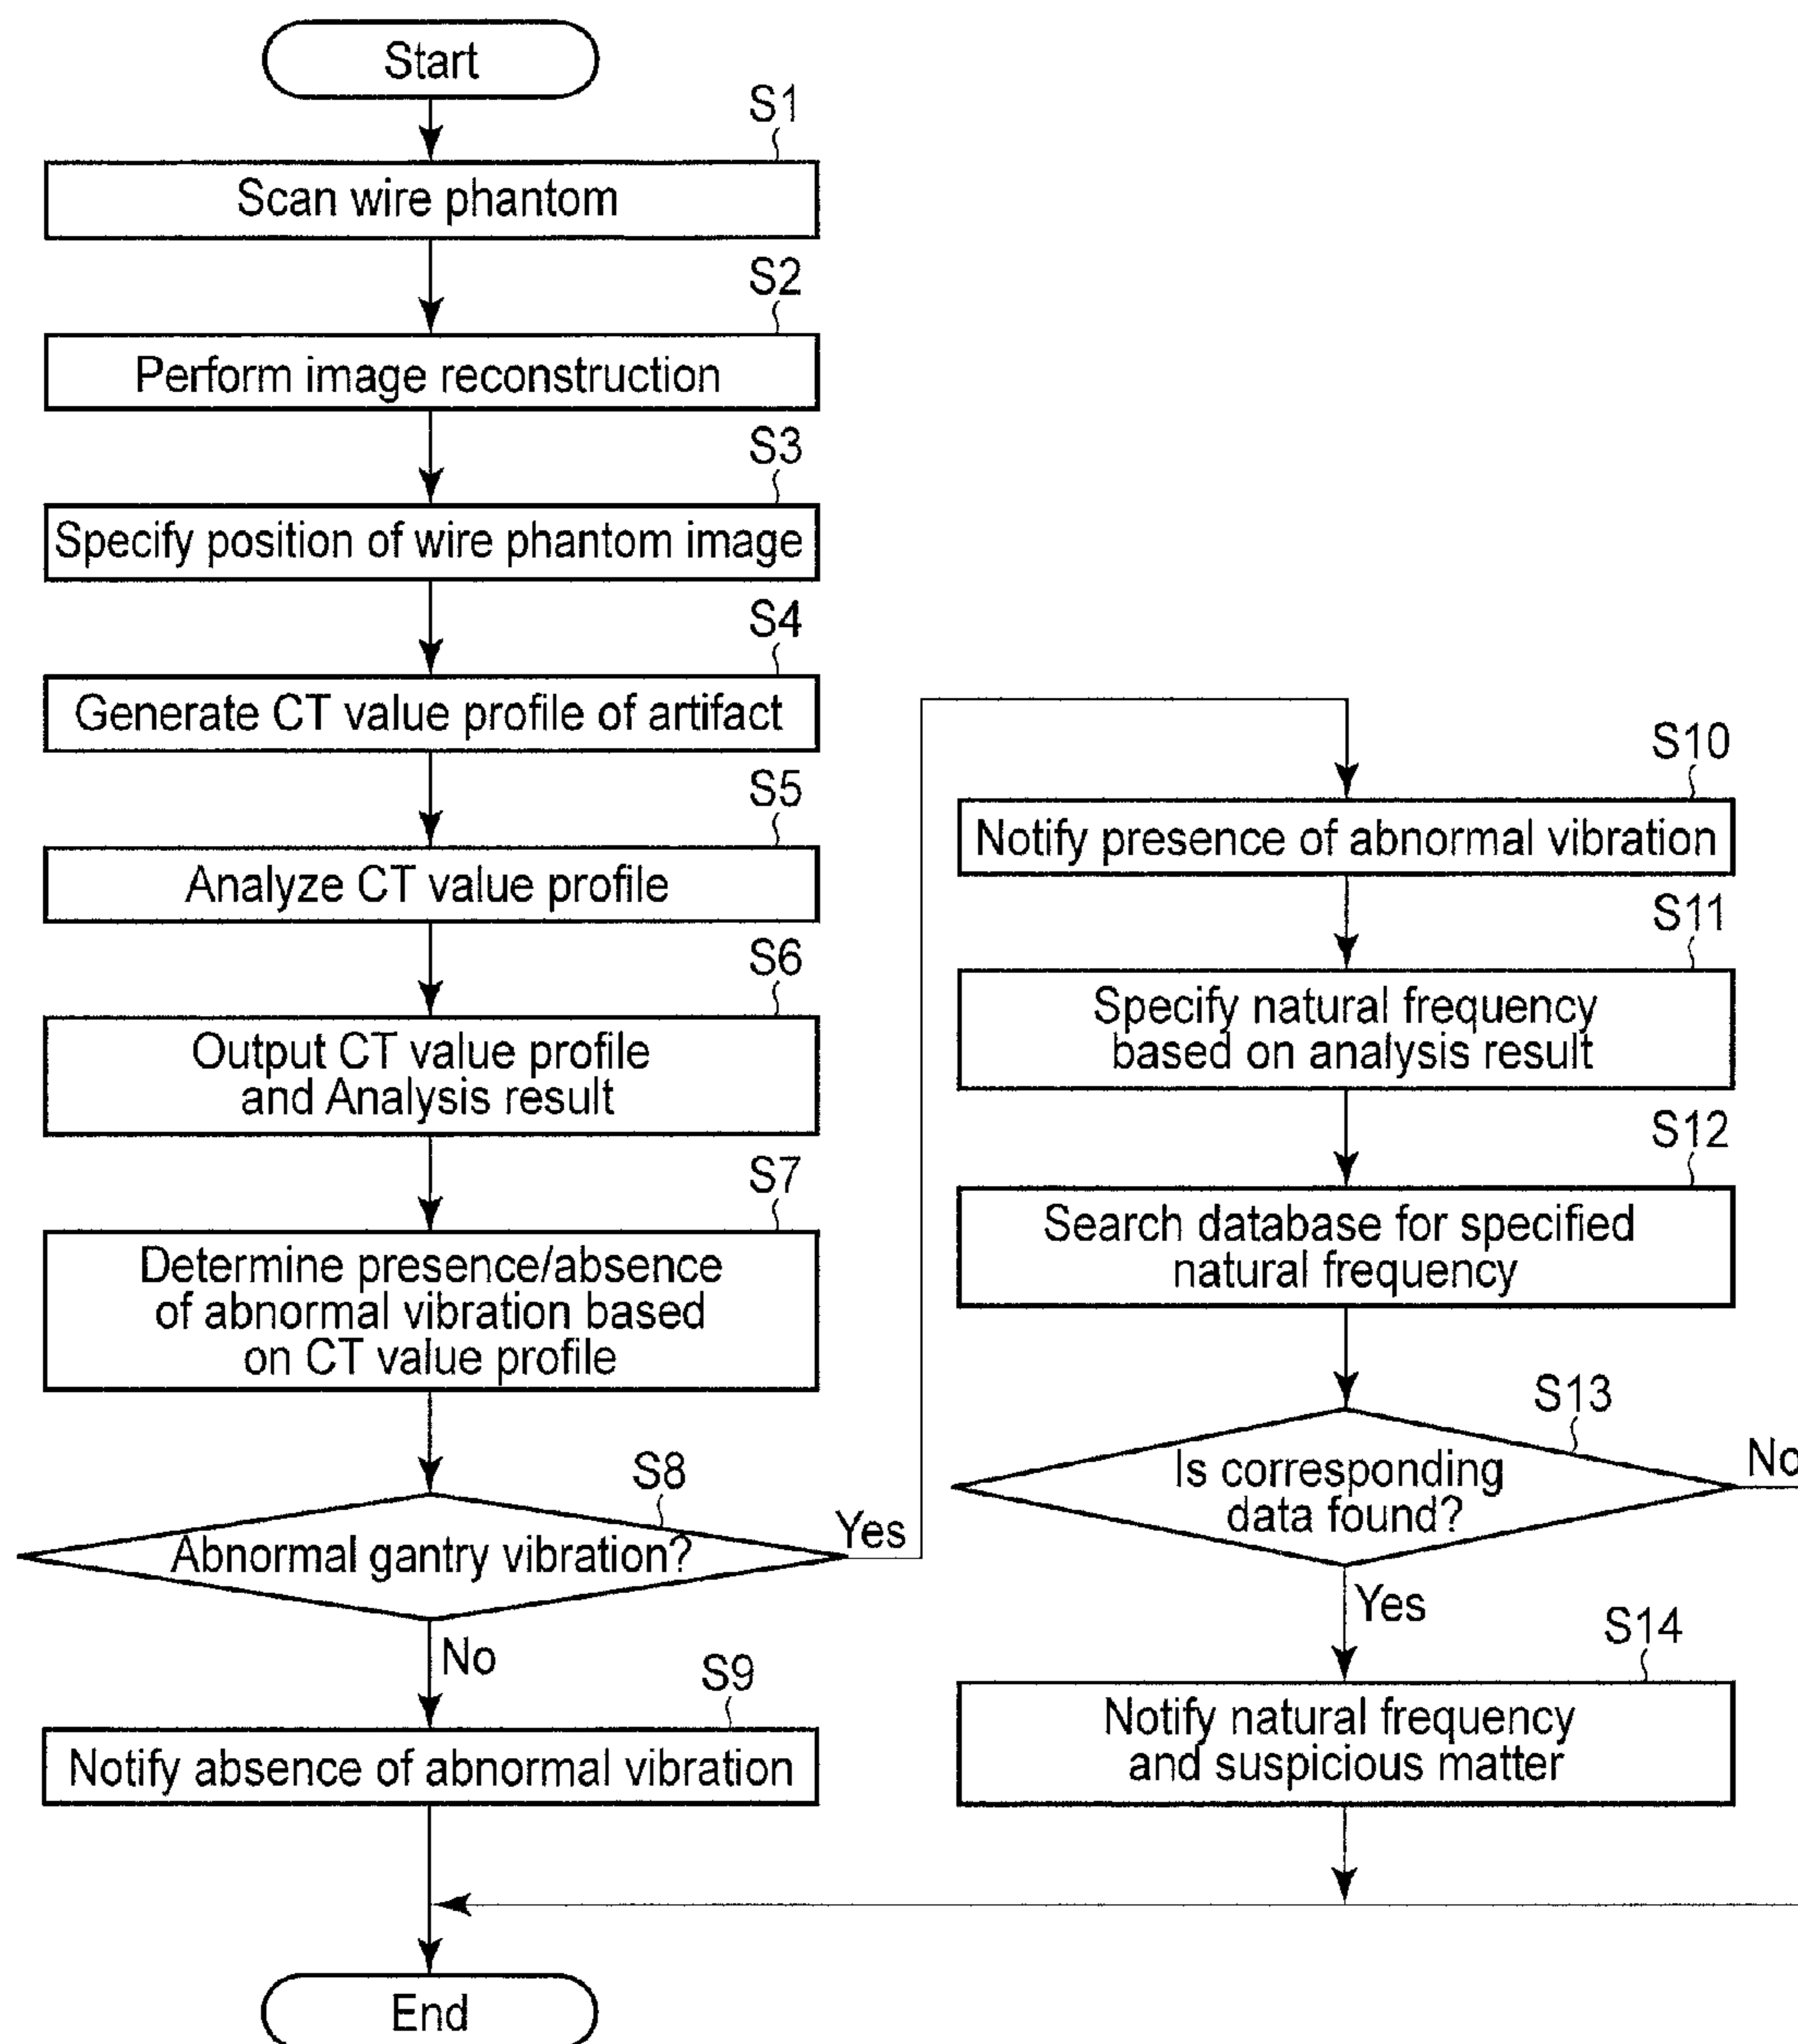 Start
S1
Scan wire phantom
S2
Perform image reconstruction
S3
Specify position of wire phantom image
S4
Generate CT value profile of artifact
S5
Analyze CT value profile
S6
Output CT value profile
and Analysis result
S7
Determine presence/absence
of abnormal vibration based
on CT value profile
S8
Abnormal gantry vibration?
Yes
No
S9
Notify absence of abnormal vibration
S10
Notify presence of abnormal vibration
S11
Specify natural frequency
based on analysis result
S12
Search database for specified
natural frequency
S13
Is corresponding
data found?
No
Yes
S14
Notify natural frequency
and suspicious matter
End